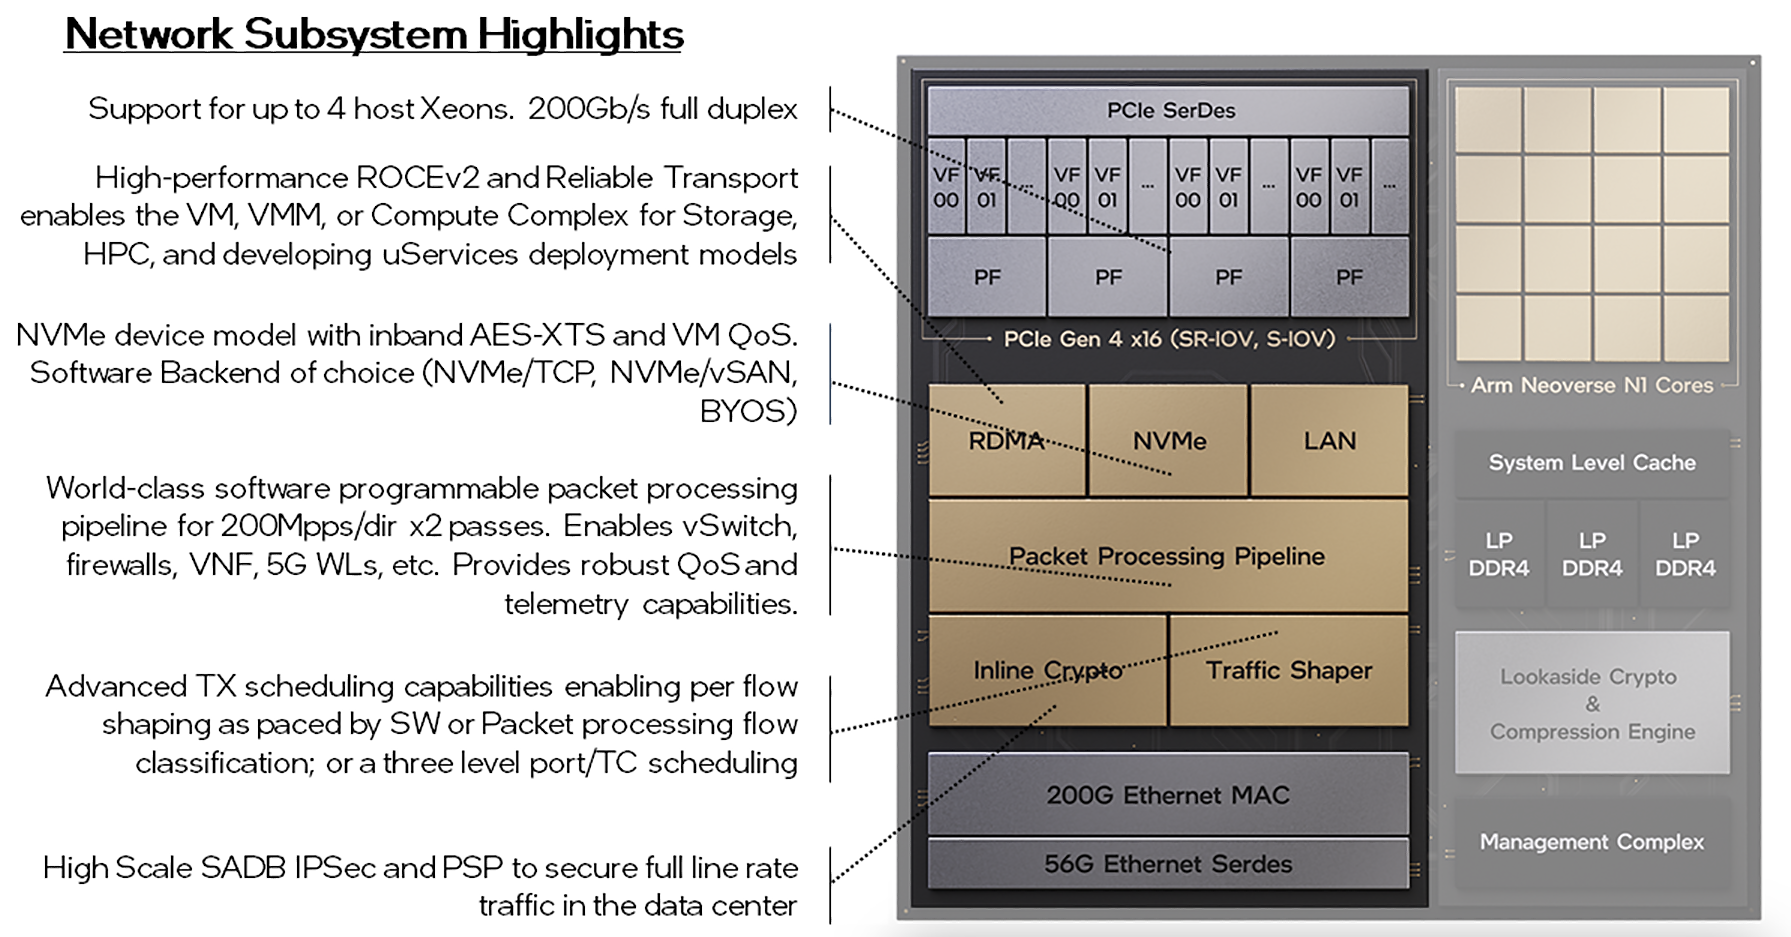 Network Subsystem Highlights
Support for up to 4 host Xeons. 200Gb/s full duplex
High-performance ROCEv2 and Reliable Transport
enables the VM, VMM, or Compute Complex for Storage,
HPC, and developing uServices deployment models
NVMe device model with inband AES-XTS and VM QoS.
Software Backend of choice (NVMe/TCP, NVMe/vSAN,
BYOS)
World-class software programmable packet processing
pipeline for 200Mpps/dir x2 passes. Enables vSwitch,
firewalls, VNF, 5G WLs, etc. Provides robust QoS and
telemetry capabilities.
Advanced TX scheduling capabilities enabling per flow
shaping as paced by SW or Packet processing flow
classification; or a three level port/TC scheduling
High Scale SADB IPSec and PSP to secure full line rate
traffic in the data center
PCIe SerDes
VF VF VF VF VF VF VF VF
00 01 ... 00 01 ... 00 01 ... 00 01 ...
PF PF PF PF
PCIe Gen 4 x16 (SR-IOV, S-IOV)
RDMA NVMe LAN
Packet Processing Pipeline
Inline Crypto Traffic Shaper
200G Ethernet MAC
56G Ethernet Serdes
Arm Neoverse N1 Cores
System Level Cache
LP LP LP
DDR4 DDR4 DDR4
Lookaside Crypto
&
Compression Engine
Management Complex